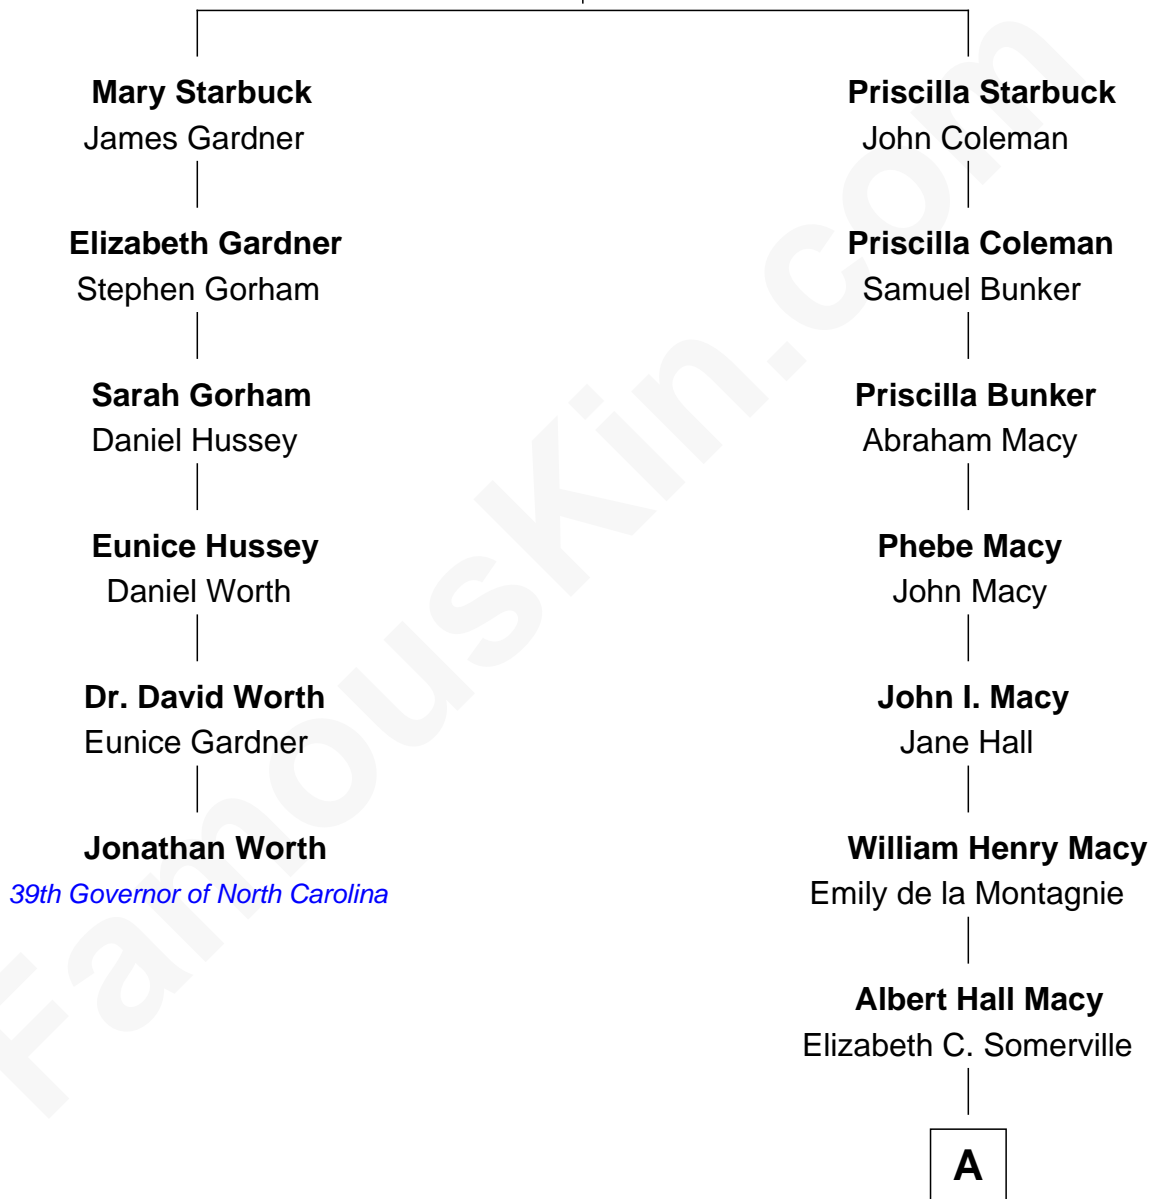 Mary Starbuck
James Gardner
Priscilla Starbuck
John Coleman
Elizabeth Gardner
Stephen Gorham
Priscilla Coleman
Samuel Bunker
Sarah Gorham
Daniel Hussey
Priscilla Bunker
Abraham Macy
Eunice Hussey
Daniel Worth
Phebe Macy
John Macy
Dr. David Worth
Eunice Gardner
John I. Macy
Jane Hall
Jonathan Worth
39th Governor of North Carolina
William Henry Macy
Emily de la Montagnie
Albert Hall Macy
Elizabeth C. Somerville
A
FamousKin.com